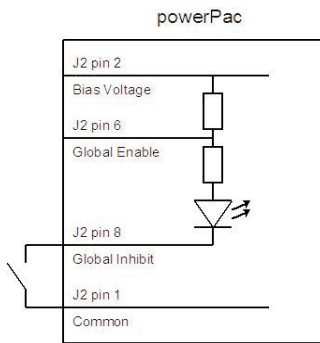 powerPac
J2 pin 2
Bias Voltage
J2 pin 6
Global Enable
J2 pin 8
Global Inhibit
J2 pin 1
Common